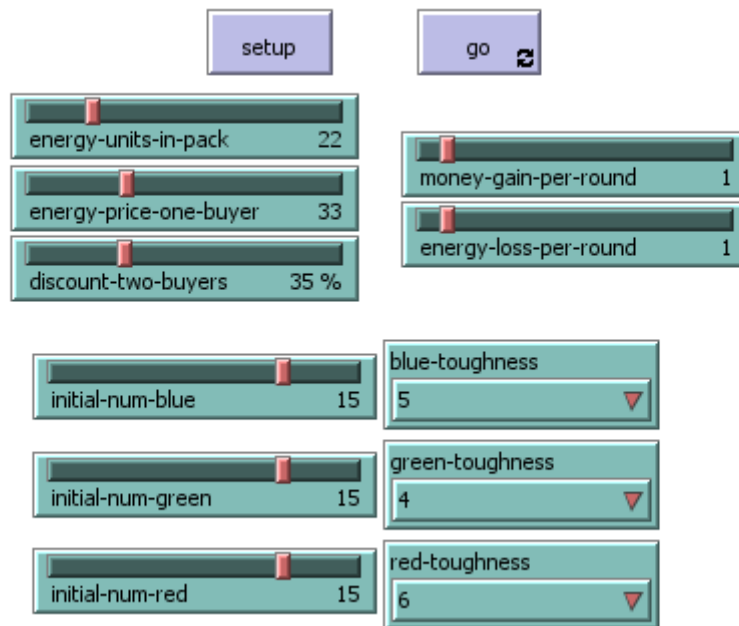 setup
go
energy-units-in-pack 22
energy-price-one-buyer 33
discount-two-buyers 35 %
money-gain-per-round 1
energy-loss-per-round 1
initial-num-blue 15
blue-toughness
5
initial-num-green 15
green-toughness
4
initial-num-red 15
red-toughness
6